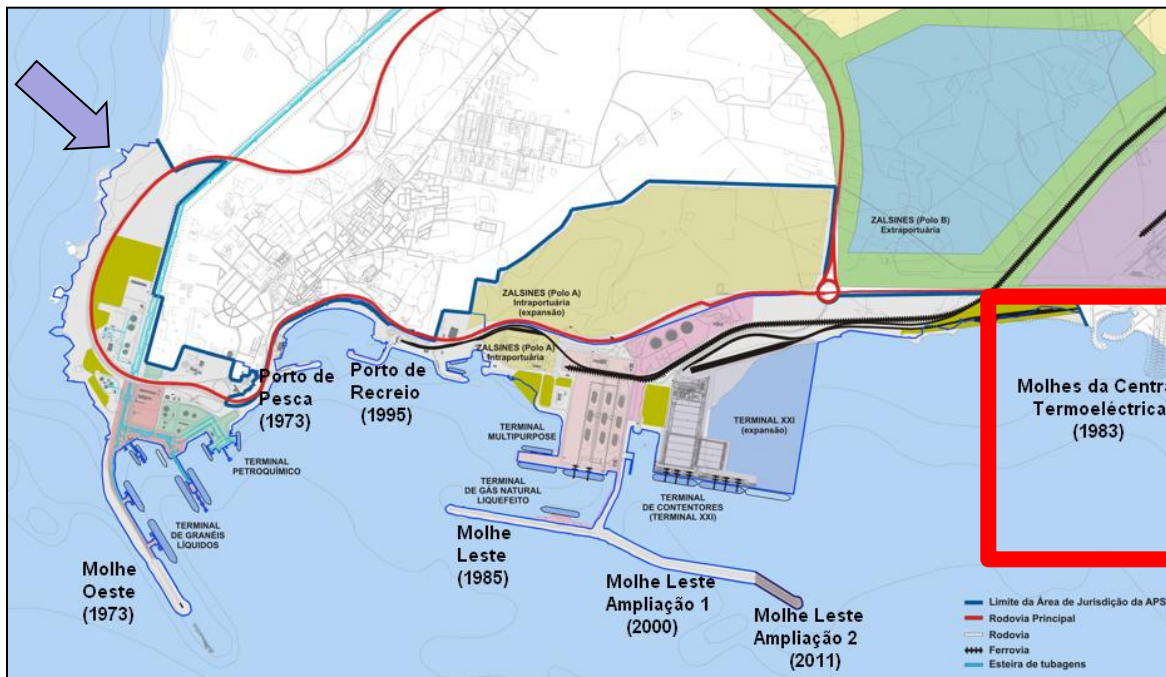 ZALSINES (Polo B)
Extraportuária
ZALSINES (Polo A)
Intraportuária
(expansão)
ZALSINES (Polo A)
Intraportuária
Porto de
Pesca
(1973)
Porto de
Recreio
(1995)
Molhes da Centra
Termoeléctrica
(1983)
TERMINAL
MULTIPURPOSE
TERMINAL XXI
(expansão)
TERMINAL
PETROQUÍMICO
TERMINAL
DE GÁS NATURAL
LIQUEFEITO
TERMINAL
DE CONTENTORES
(TERMINAL XXI)
TERMINAL
DE GRANÉIS
LÍQUIDOS
Molhe
Oeste
(1973)
Molhe
Leste
(1985)
Molhe Leste
Ampliação 1
(2000)
Molhe Leste
Ampliação 2
(2011)
Limite da Área de Jurisdição da APS
Rodovia Principal
Rodovia
Ferrovia
Esteira de tubagens